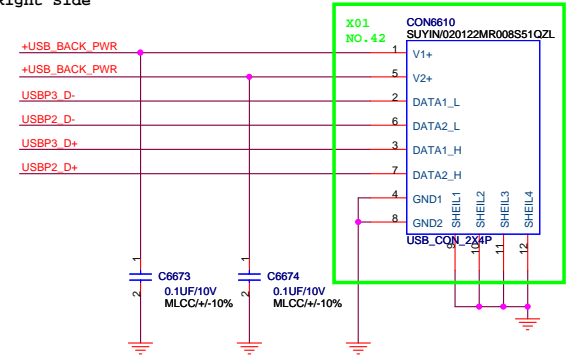 Right Side
X01
NO.42
CON6610
SUYIN/020122MR008S51QZL
+USB_BACK_PWR
1
V1+
+USB_BACK_PWR
5
V2+
USBP3_D-
2
DATA1_L
USBP2_D-
6
DATA2_L
USBP3_D+
3
DATA1_H
USBP2_D+
7
DATA2_H
4
GND1
8
GND2
SHEIL1
SHEIL2
SHEIL3
SHEIL4
USB_CON_2X4P
9
10
11
12
1
C6673
2
0.1UF/10V
MLCC/+/-10%
1
C6674
2
0.1UF/10V
MLCC/+/-10%